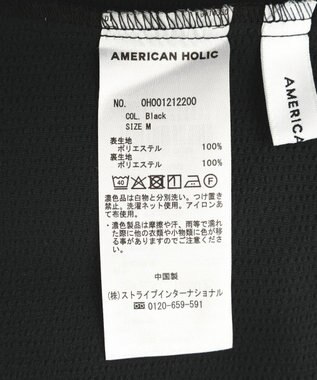 AMERICAN HOLIC
NO. 0H001212200
COL. Black
SIZE M
表生地
ポリエステル 100%
裏生地
ポリエステル 100%
40 F
濃色品は白物と分別洗い。つけ置き
禁止。洗濯ネット使用。アイロンあ
て布使用。
・濃色製品は摩擦や汗、雨等で濡れ
た際に他の衣類や小物類に色が移
る事がありますのでご注意くださ
い。
中国製
(株)ストライプインターナショナル
0120-659-591
AMERICAN HOLIC